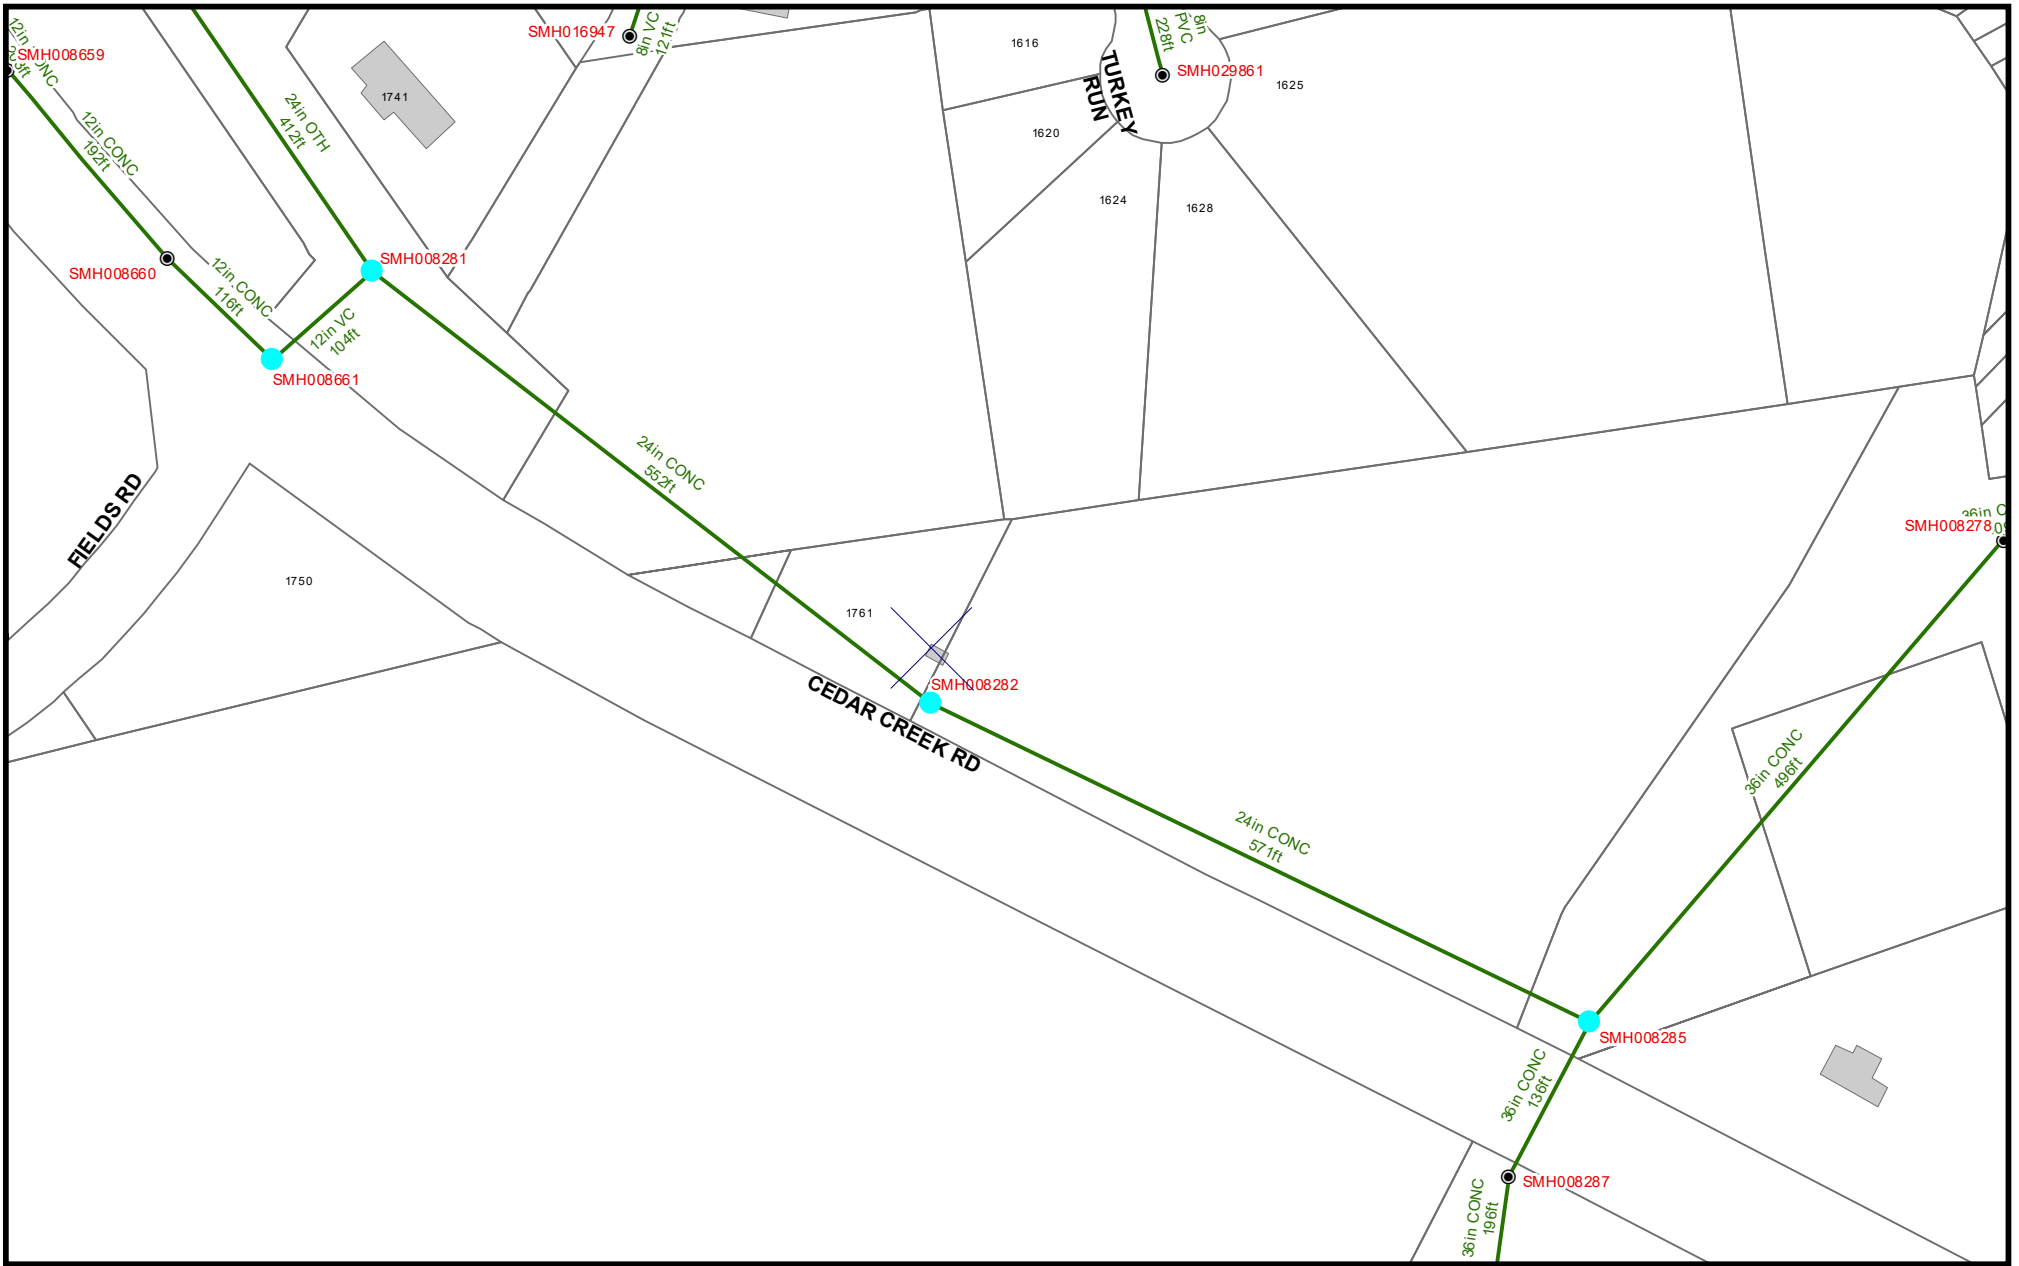 SMH008659
12in CONC
192ft
24in OTH
412ft
1741
SMH016947
8in VC
121ft
1616
8in
PVC
228ft
SMH029861
1625
TURKEY
RUN
1620
1624
1628
SMH008660
12in CONC
116ft
SMH008281
12in VC
104ft
SMH008661
24in CONC
552ft
FIELDS RD
1750
SMH008278
36in C
1761
SMH008282
CEDAR CREEK RD
24in CONC
571ft
36in CONC
496ft
SMH008285
36in CONC
136ft
SMH008287
36in CONC
196ft